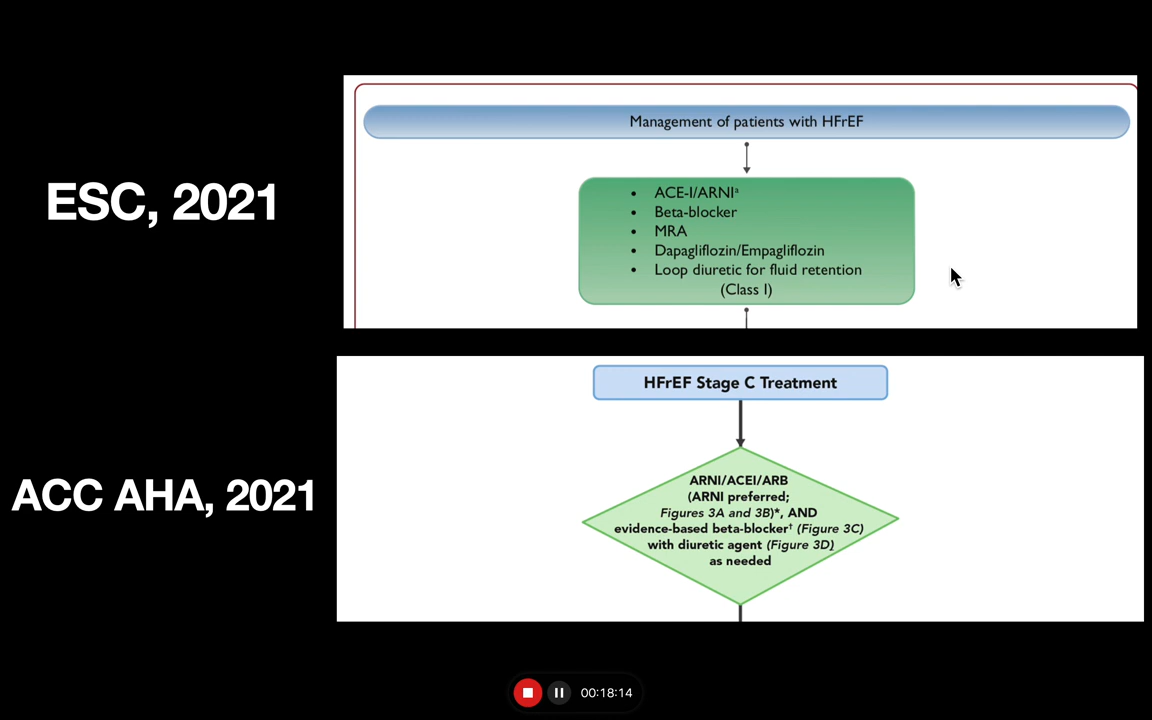 ESC, 2021
Management of patients with HFrEF
• ACE-I/ARNIᵃ
• Beta-blocker
• MRA
• Dapagliflozin/Empagliflozin
• Loop diuretic for fluid retention
(Class I)
ACC AHA, 2021
HFrEF Stage C Treatment
ARNI/ACEI/ARB
(ARNI preferred;
Figures 3A and 3B)*, AND
evidence-based beta-blocker† (Figure 3C)
with diuretic agent (Figure 3D)
as needed
00:18:14